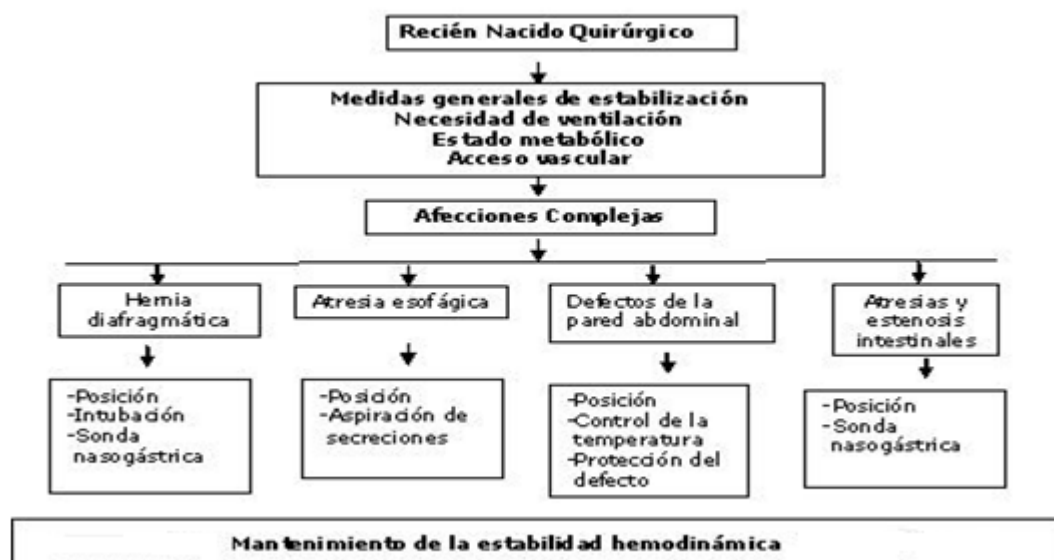 Recién Nacido Quirúrgico
Medidas generales de estabilización
Necesidad de ventilación
Estado metabólico
Acceso vascular
Afecciones Complejas
Hernia
diafragmática
Atresia esofágica
Defectos de la
pared abdominal
Atresias y
estenosis
intestinales
-Posición
-Intubación
-Sonda
nasogástrica
-Posición
-Aspiración de
secreciones
-Posición
-Control de la
temperatura
-Protección del
defecto
-Posición
-Sonda
nasogástrica
Mantenimiento de la estabilidad hemodinámica